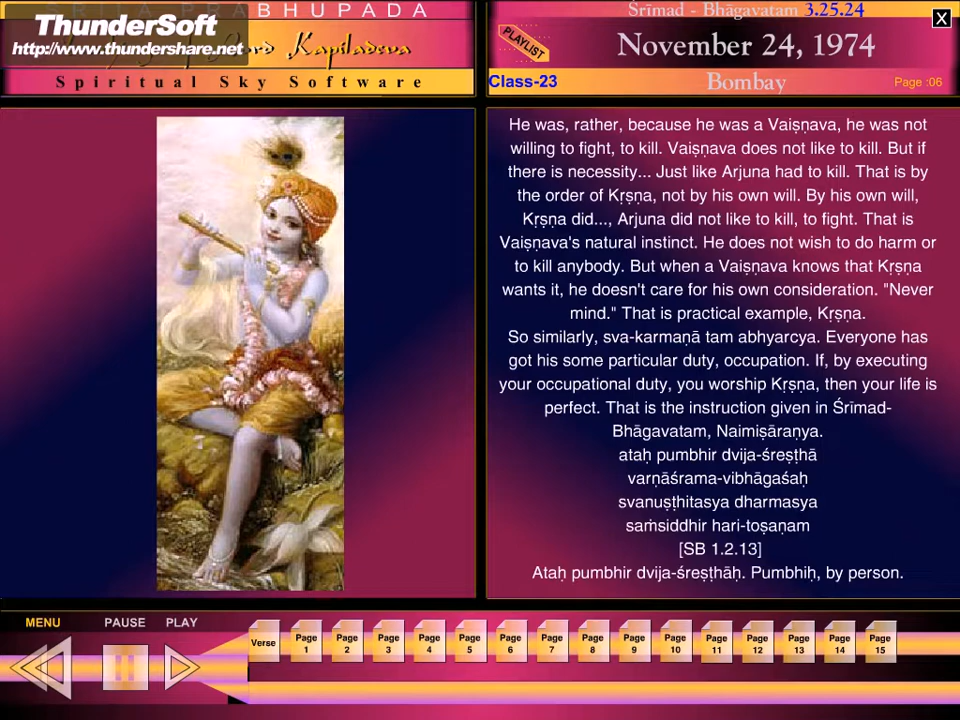 SRILA PRABHUPADA
ThunderSoft
http://www.thundershare.net
Lord Kapiladeva
Spiritual Sky Software
PLAYLIST
Class-23
Śrīmad - Bhāgavatam 3.25.24
November 24, 1974
Bombay
Page :06
X
He was, rather, because he was a Vaiṣṇava, he was not
willing to fight, to kill. Vaiṣṇava does not like to kill. But if
there is necessity... Just like Arjuna had to kill. That is by
the order of Kṛṣṇa, not by his own will. By his own will,
Kṛṣṇa did..., Arjuna did not like to kill, to fight. That is
Vaiṣṇava's natural instinct. He does not wish to do harm or
to kill anybody. But when a Vaiṣṇava knows that Kṛṣṇa
wants it, he doesn't care for his own consideration. "Never
mind." That is practical example, Kṛṣṇa.
So similarly, sva-karmaṇā tam abhyarcya. Everyone has
got his some particular duty, occupation. If, by executing
your occupational duty, you worship Kṛṣṇa, then your life is
perfect. That is the instruction given in Śrīmad-
Bhāgavatam, Naimiṣāraṇya.
ataḥ pumbhir dvija-śreṣṭhā
varṇāśrama-vibhāgaśaḥ
svanuṣṭhitasya dharmasya
saṁsiddhir hari-toṣaṇam
[SB 1.2.13]
Ataḥ pumbhir dvija-śreṣṭhāḥ. Pumbhiḥ, by person.
MENU
PAUSE
PLAY
Verse
Page 1
Page 2
Page 3
Page 4
Page 5
Page 6
Page 7
Page 8
Page 9
Page 10
Page 11
Page 12
Page 13
Page 14
Page 15